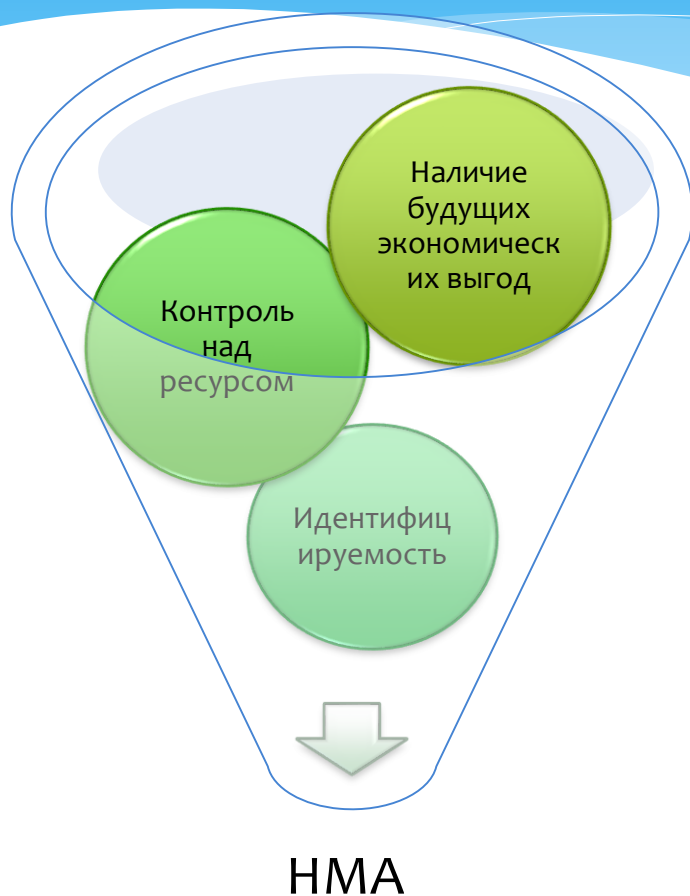 Наличие
будущих
экономическ
их выгод
Контроль
над
ресурсом
Идентифиц
ируемость
НМА